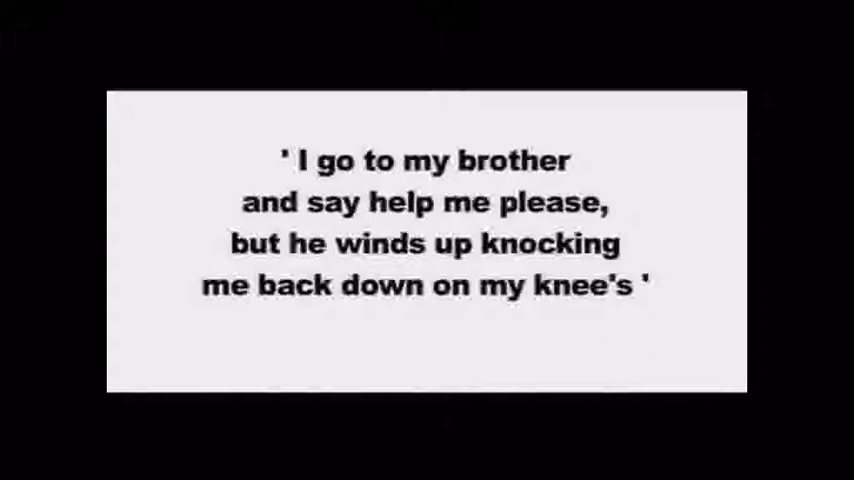 ' I go to my brother
and say help me please,
but he winds up knocking
me back down on my knee's '